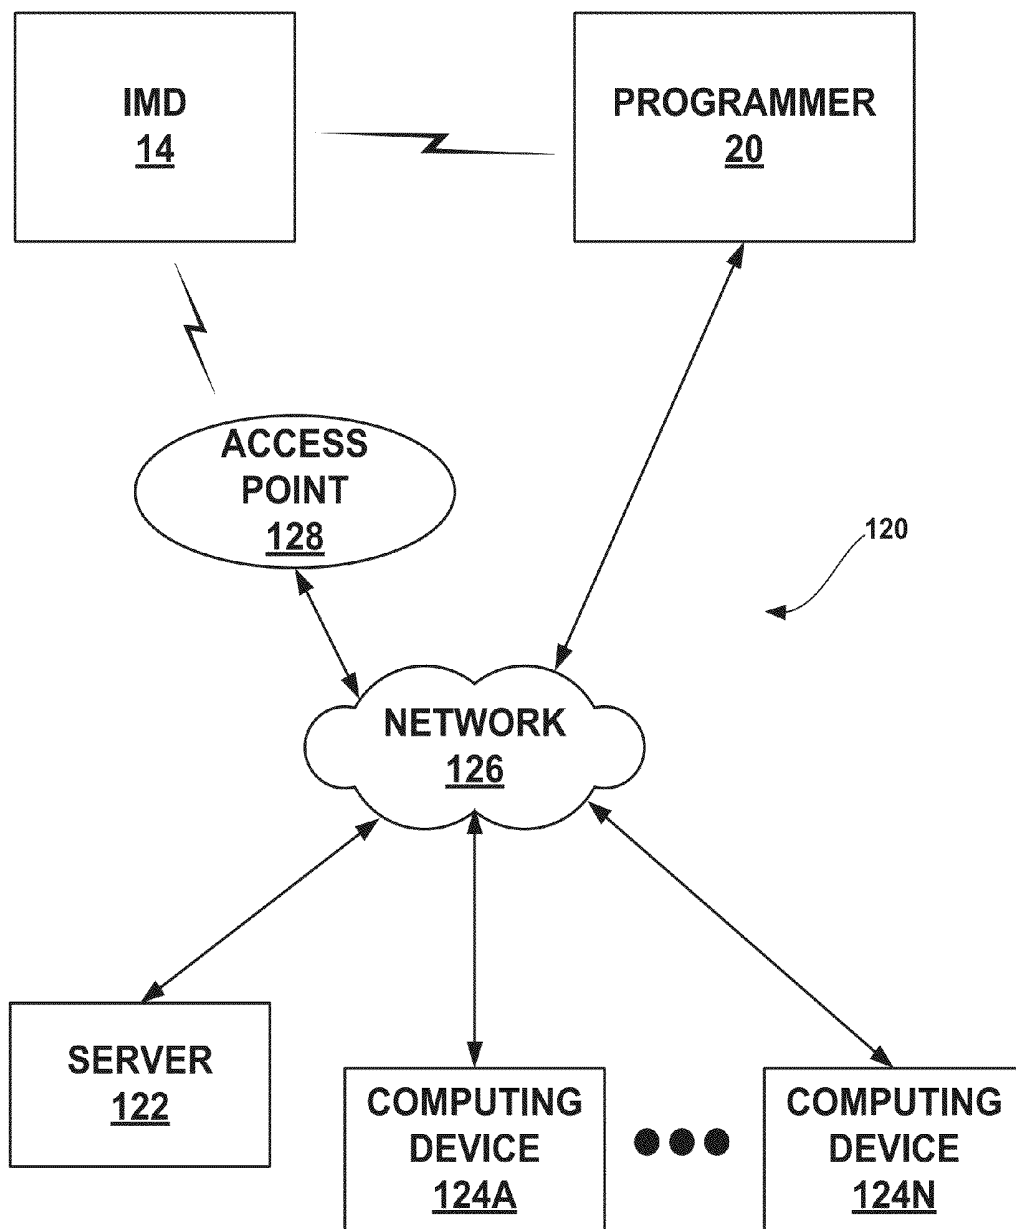 IMD
14
PROGRAMMER
20
ACCESS
POINT
128
120
NETWORK
126
SERVER
122
COMPUTING
DEVICE
124A
COMPUTING
DEVICE
124N